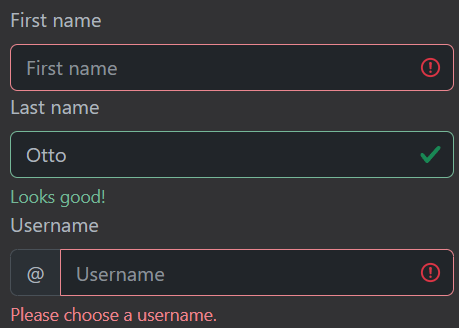 First name
First name
Last name
Otto
Looks good!
Username
@ Username
Please choose a username.